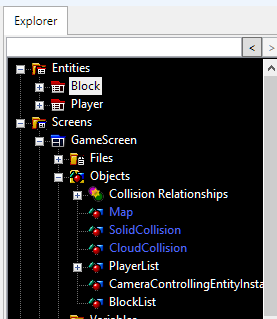 Explorer
< >
Entities
Block
Player
Screens
GameScreen
Files
Objects
Collision Relationships
Map
SolidCollision
CloudCollision
PlayerList
CameraControllingEntityInsta
BlockList
Variables